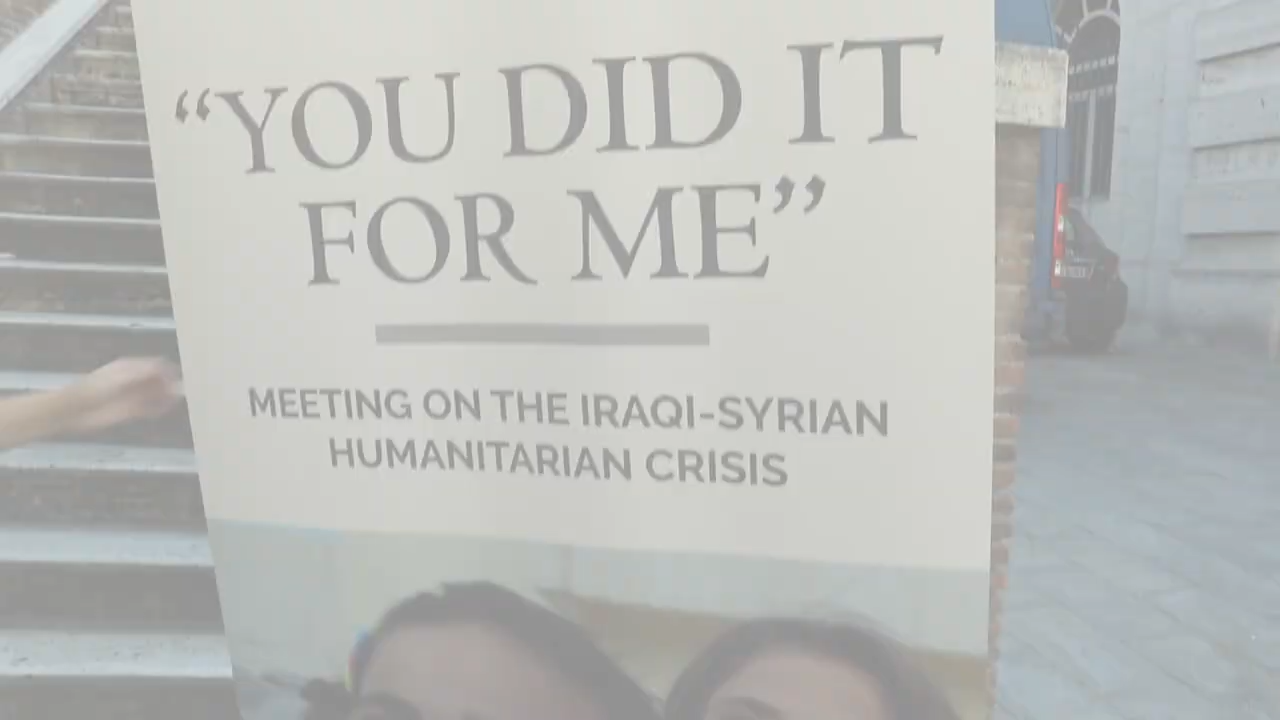 “YOU DID IT
FOR ME”
MEETING ON THE IRAQI-SYRIAN
HUMANITARIAN CRISIS